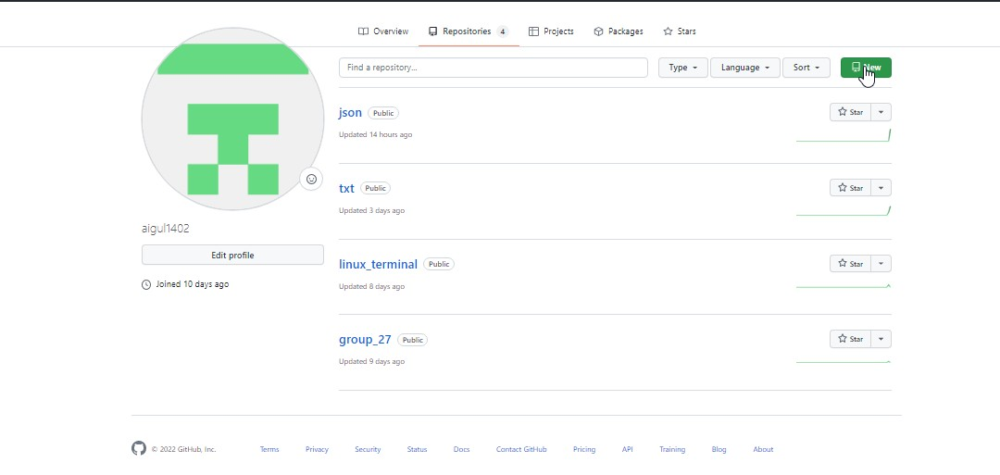 Overview Repositories 4 Projects Packages Stars
Find a repository... Type Language Sort New
json Public Star
Updated 14 hours ago
txt Public Star
Updated 3 days ago
linux_terminal Public Star
Updated 8 days ago
group_27 Public Star
Updated 9 days ago
aigul1402
Edit profile
Joined 10 days ago
© 2022 GitHub, Inc. Terms Privacy Security Status Docs Contact GitHub Pricing API Training Blog About